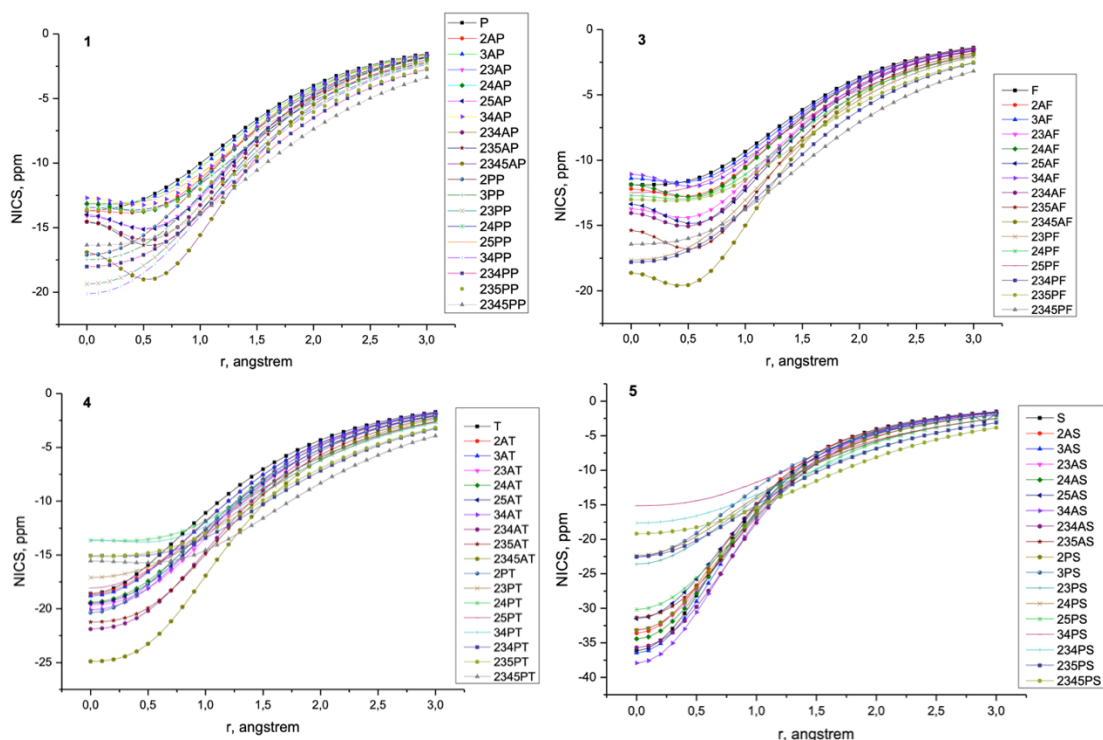 1
NICS, ppm
0
-5
-10
-15
-20
0,0 0,5 1,0 1,5 2,0 2,5 3,0
r, angstrem
P
2AP
3AP
23AP
24AP
25AP
34AP
234AP
235AP
2345AP
2PP
3PP
23PP
24PP
25PP
34PP
234PP
235PP
2345PP
3
NICS, ppm
0
-5
-10
-15
-20
0,0 0,5 1,0 1,5 2,0 2,5 3,0
r, angstrem
F
2AF
3AF
23AF
24AF
25AF
34AF
234AF
235AF
2345AF
23PF
24PF
25PF
234PF
235PF
2345PF
4
NICS, ppm
0
-5
-10
-15
-20
-25
0,0 0,5 1,0 1,5 2,0 2,5 3,0
r, angstrem
T
2AT
3AT
23AT
24AT
25AT
34AT
234AT
235AT
2345AT
2PT
23PT
24PT
25PT
34PT
234PT
235PT
2345PT
5
NICS, ppm
0
-5
-10
-15
-20
-25
-30
-35
-40
0,0 0,5 1,0 1,5 2,0 2,5 3,0
r, angstrem
S
2AS
3AS
23AS
24AS
25AS
34AS
234AS
235AS
2PS
3PS
23PS
24PS
25PS
34PS
234PS
235PS
2345PS